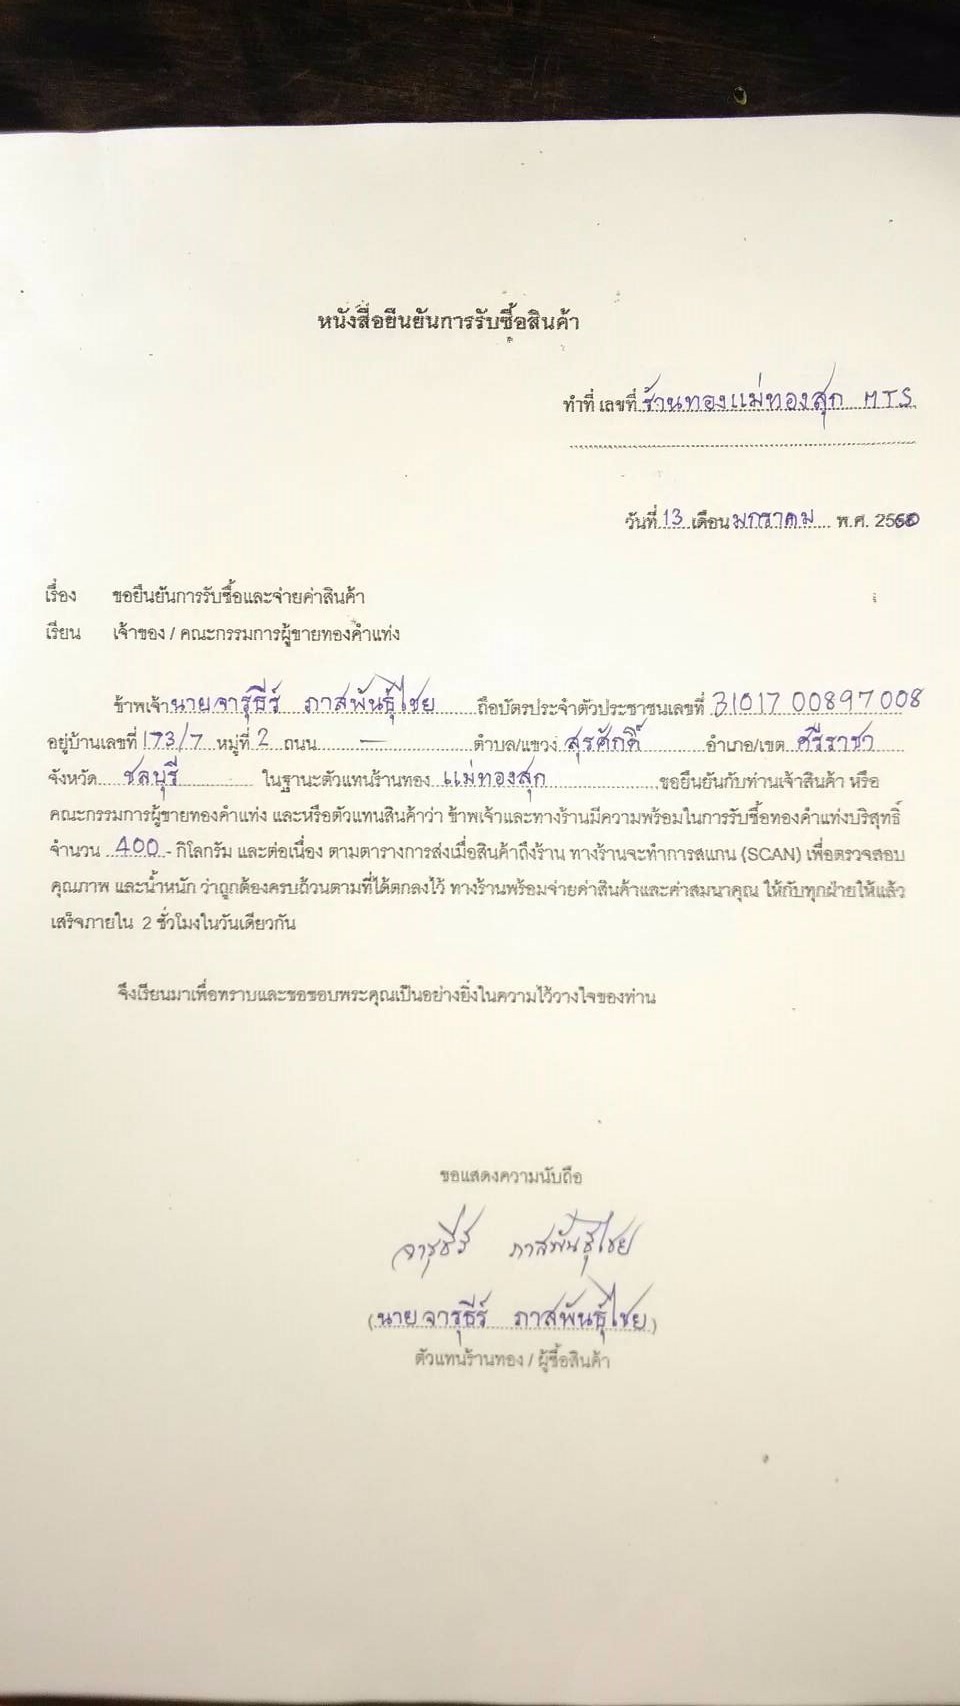 หนังสือยืนยันการรับซื้อสินค้า
ทำที่ เลขที่ ร้านทองแม่ทองสุก MTS
วันที่ 13 เดือน มกราคม พ.ศ. 2560
เรื่อง ขอยืนยันการรับซื้อและจ่ายค่าสินค้า
เรียน เจ้าของ / คณะกรรมการผู้ขายทองคำแท่ง
ข้าพเจ้า นายจารุธีร์ ภาสพันธุ์ไชย ถือบัตรประจำตัวประชาชนเลขที่ 31017 00897008
อยู่บ้านเลขที่ 173/7 หมู่ที่ 2 ถนน — ตำบล/แขวง สุรศักดิ์ อำเภอ/เขต ศรีราชา
จังหวัด ชลบุรี ในฐานะตัวแทนร้านทอง แม่ทองสุก ขอยืนยันกับท่านเจ้าสินค้า หรือ
คณะกรรมการผู้ขายทองคำแท่ง และหรือตัวแทนสินค้าว่า ข้าพเจ้าและทางร้านมีความพร้อมในการรับซื้อทองคำแท่งบริสุทธิ์
จำนวน 400- กิโลกรัม และต่อเนื่อง ตามตารางการส่งเมื่อสินค้าถึงร้าน ทางร้านจะทำการสแกน (SCAN) เพื่อตรวจสอบ
คุณภาพ และน้ำหนัก ว่าถูกต้องครบถ้วนตามที่ได้ตกลงไว้ ทางร้านพร้อมจ่ายค่าสินค้าและค่าสมนาคุณ ให้กับทุกฝ่ายให้แล้ว
เสร็จภายใน 2 ชั่วโมงในวันเดียวกัน
จึงเรียนมาเพื่อทราบและขอขอบพระคุณเป็นอย่างยิ่งในความไว้วางใจของท่าน
ขอแสดงความนับถือ
จารุธีร์ ภาสพันธุ์ไชย
(นายจารุธีร์ ภาสพันธุ์ไชย)
ตัวแทนร้านทอง / ผู้ซื้อสินค้า